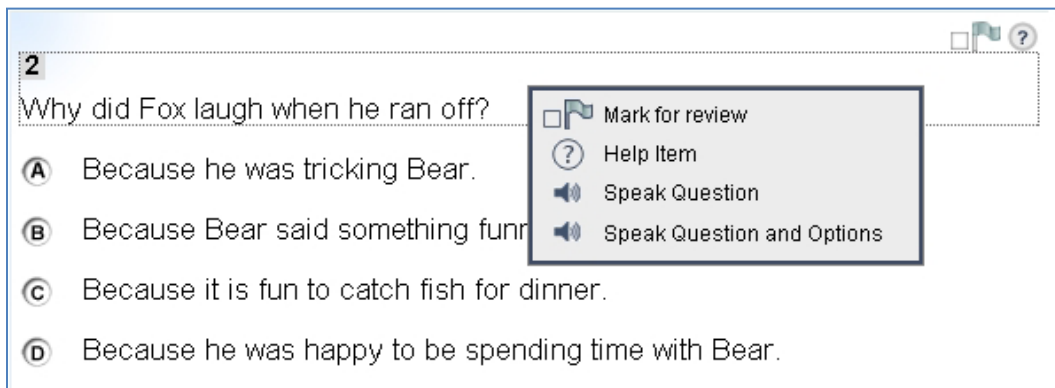 ?
2
Why did Fox laugh when he ran off?
Mark for review
? Help Item
Speak Question
Speak Question and Options
A Because he was tricking Bear.
B Because Bear said something
C Because it is fun to catch fish for dinner.
D Because he was happy to be spending time with Bear.